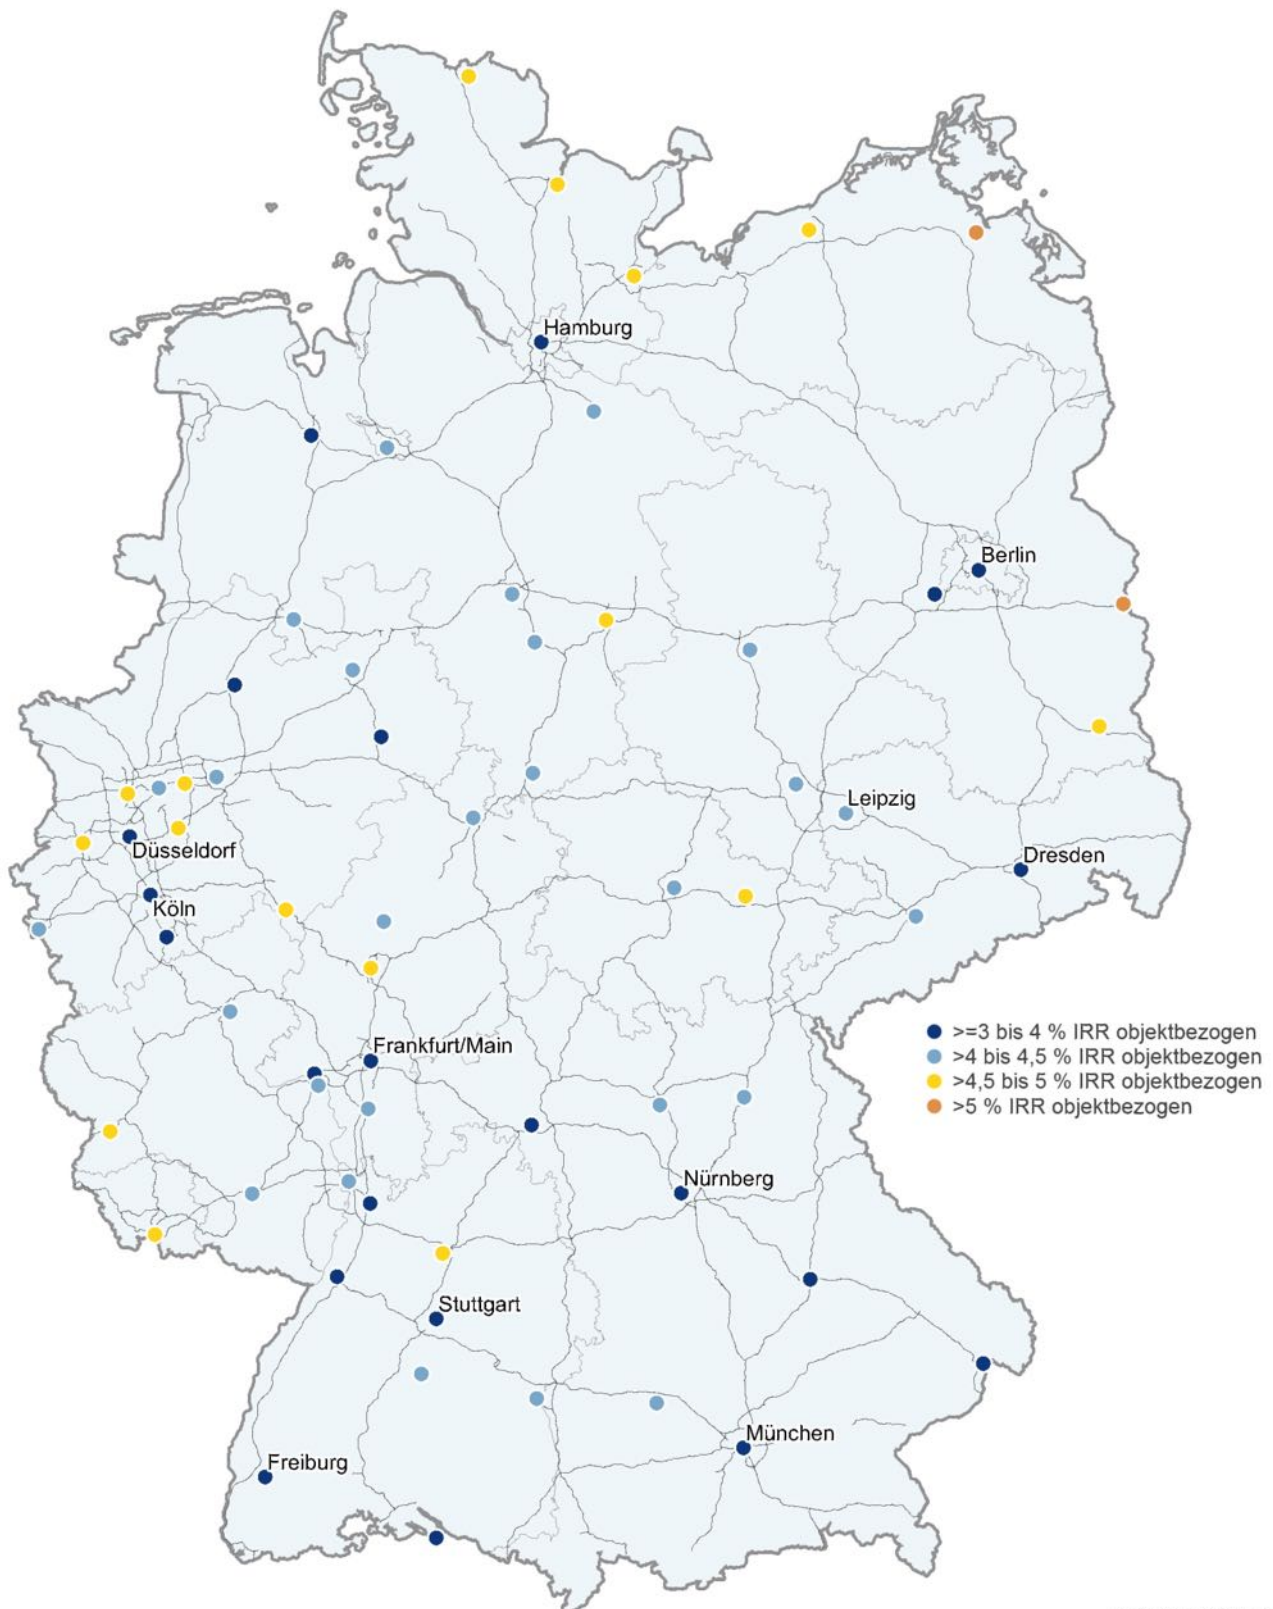 Hamburg
Berlin
Leipzig
Düsseldorf
Dresden
Köln
>=3 bis 4 % IRR objektbezogen
>4 bis 4,5 % IRR objektbezogen
>4,5 bis 5 % IRR objektbezogen
>5 % IRR objektbezogen
Frankfurt/Main
Nürnberg
Stuttgart
München
Freiburg